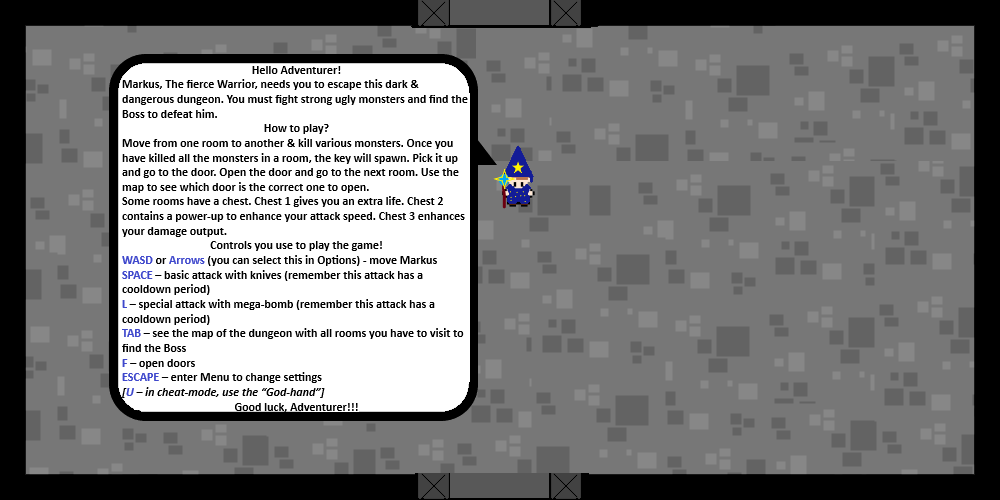 Hello Adventurer!
Markus, The fierce Warrior, needs you to escape this dark &
dangerous dungeon. You must fight strong ugly monsters and find the
Boss to defeat him.
How to play?
Move from one room to another & kill various monsters. Once you
have killed all the monsters in a room, the key will spawn. Pick it up
and go to the door. Open the door and go to the next room. Use the
map to see which door is the correct one to open.
Some rooms have a chest. Chest 1 gives you an extra life. Chest 2
contains a power-up to enhance your attack speed. Chest 3 enhances
your damage output.
Controls you use to play the game!
WASD or Arrows (you can select this in Options) - move Markus
SPACE – basic attack with knives (remember this attack has a
cooldown period)
L – special attack with mega-bomb (remember this attack has a
cooldown period)
TAB – see the map of the dungeon with all rooms you have to visit to
find the Boss
F – open doors
ESCAPE – enter Menu to change settings
[U – in cheat-mode, use the “God-hand”]
Good luck, Adventurer!!!